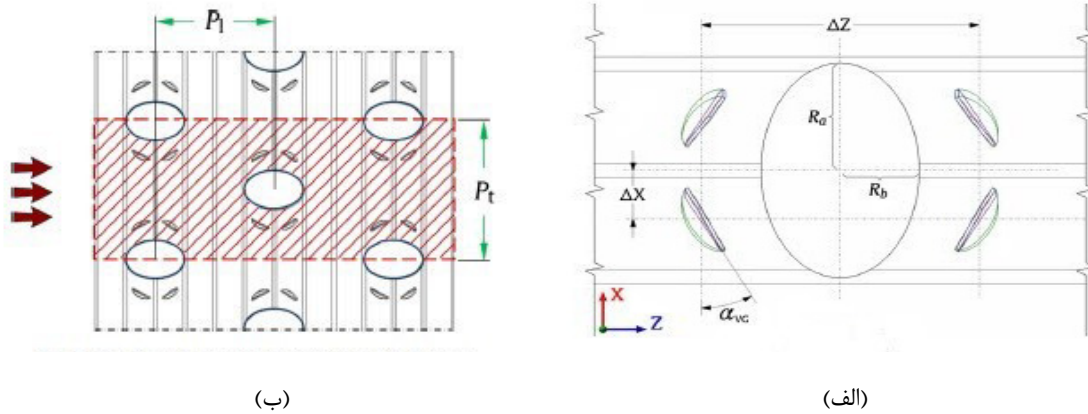 P_l
P_t
(ب)
ΔZ
R_a
R_b
ΔX
α_VG
X
Z
(الف)